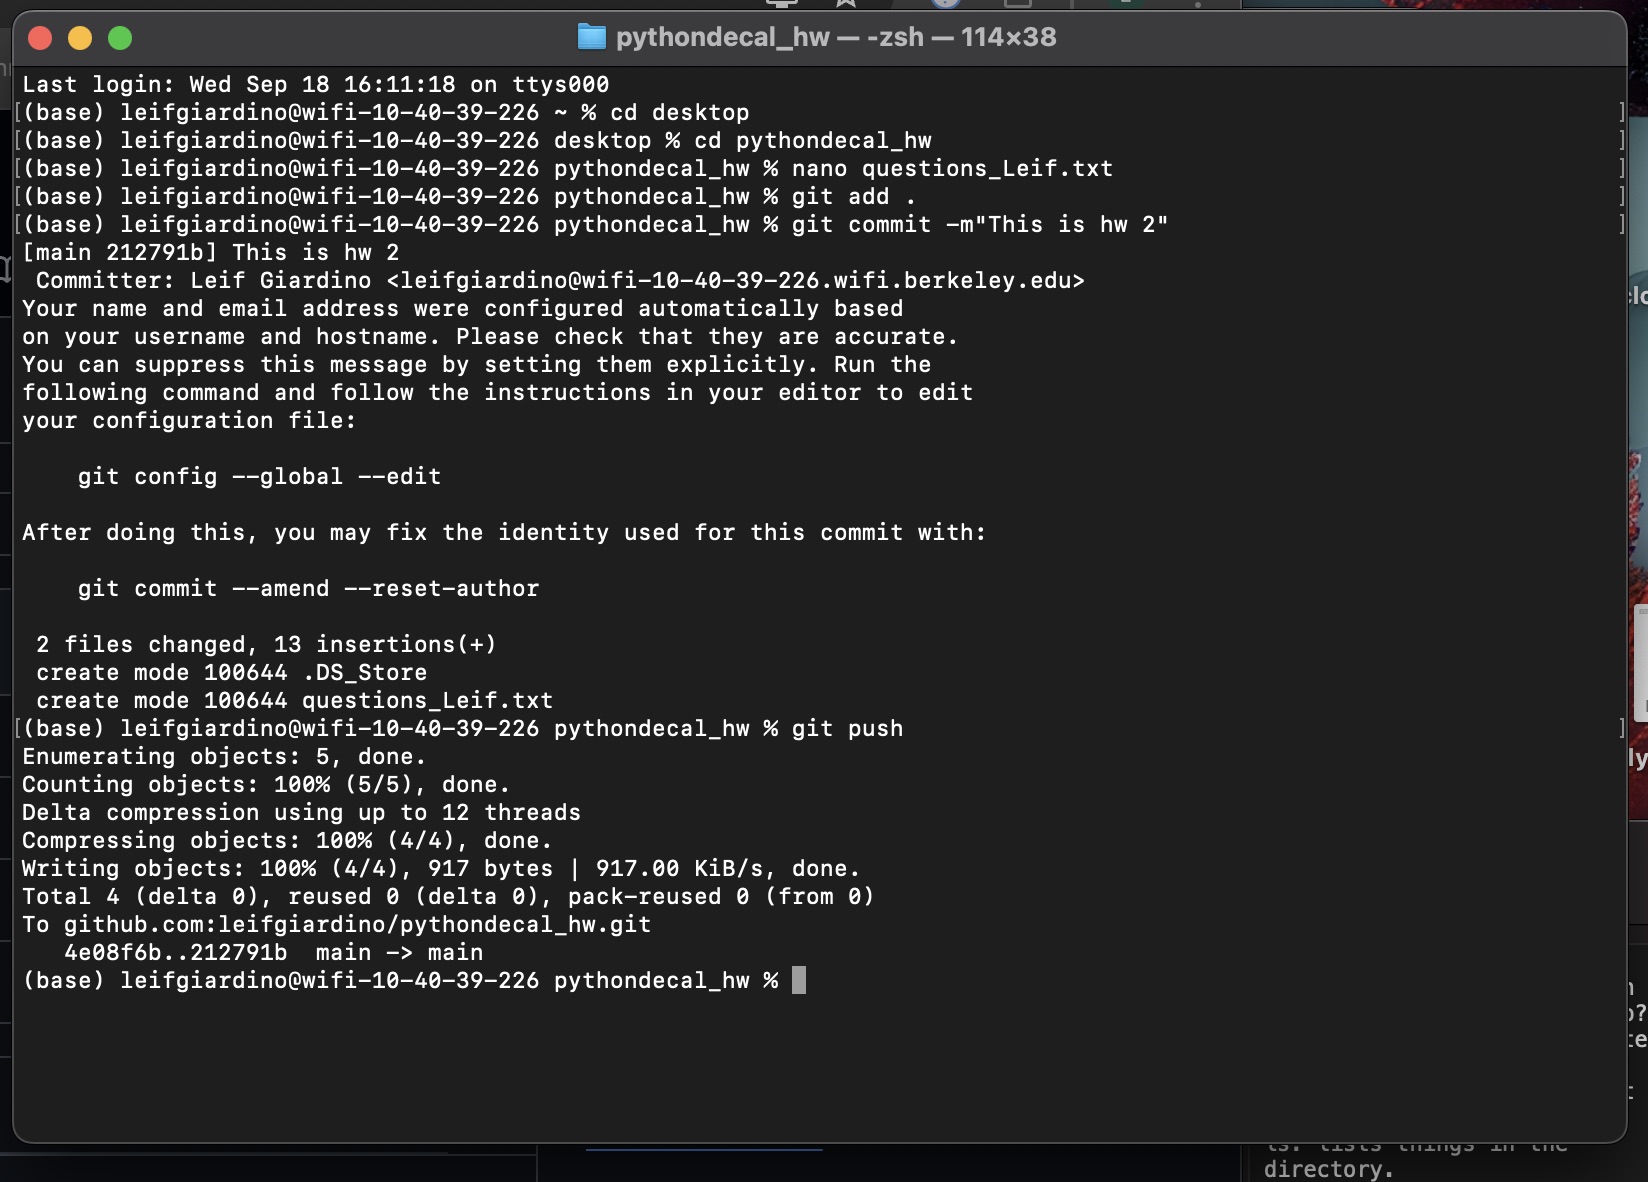 pythondecal_hw — -zsh — 114×38
Last login: Wed Sep 18 16:11:18 on ttys000
[(base) leifgiardino@wifi-10-40-39-226 ~ % cd desktop ]
[(base) leifgiardino@wifi-10-40-39-226 desktop % cd pythondecal_hw ]
[(base) leifgiardino@wifi-10-40-39-226 pythondecal_hw % nano questions_Leif.txt ]
[(base) leifgiardino@wifi-10-40-39-226 pythondecal_hw % git add . ]
[(base) leifgiardino@wifi-10-40-39-226 pythondecal_hw % git commit -m"This is hw 2" ]
[main 212791b] This is hw 2
 Committer: Leif Giardino <leifgiardino@wifi-10-40-39-226.wifi.berkeley.edu>
Your name and email address were configured automatically based
on your username and hostname. Please check that they are accurate.
You can suppress this message by setting them explicitly. Run the
following command and follow the instructions in your editor to edit
your configuration file:
    git config --global --edit
After doing this, you may fix the identity used for this commit with:
    git commit --amend --reset-author
 2 files changed, 13 insertions(+)
 create mode 100644 .DS_Store
 create mode 100644 questions_Leif.txt
[(base) leifgiardino@wifi-10-40-39-226 pythondecal_hw % git push ]
Enumerating objects: 5, done.
Counting objects: 100% (5/5), done.
Delta compression using up to 12 threads
Compressing objects: 100% (4/4), done.
Writing objects: 100% (4/4), 917 bytes | 917.00 KiB/s, done.
Total 4 (delta 0), reused 0 (delta 0), pack-reused 0 (from 0)
To github.com:leifgiardino/pythondecal_hw.git
   4e08f6b..212791b  main -> main
(base) leifgiardino@wifi-10-40-39-226 pythondecal_hw %
ls: lists things in the
directory.